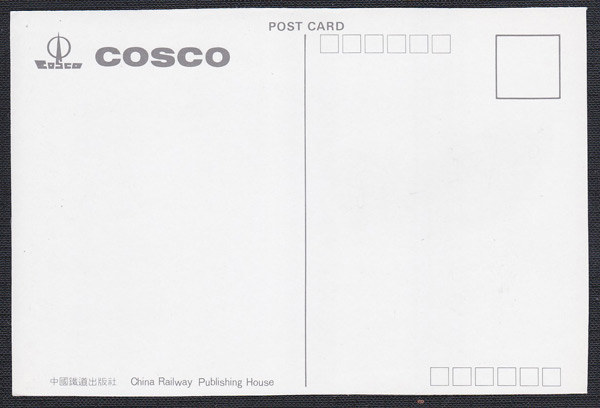 POST CARD
COSCO
COSCO
中國鐵道出版社 China Railway Publishing House